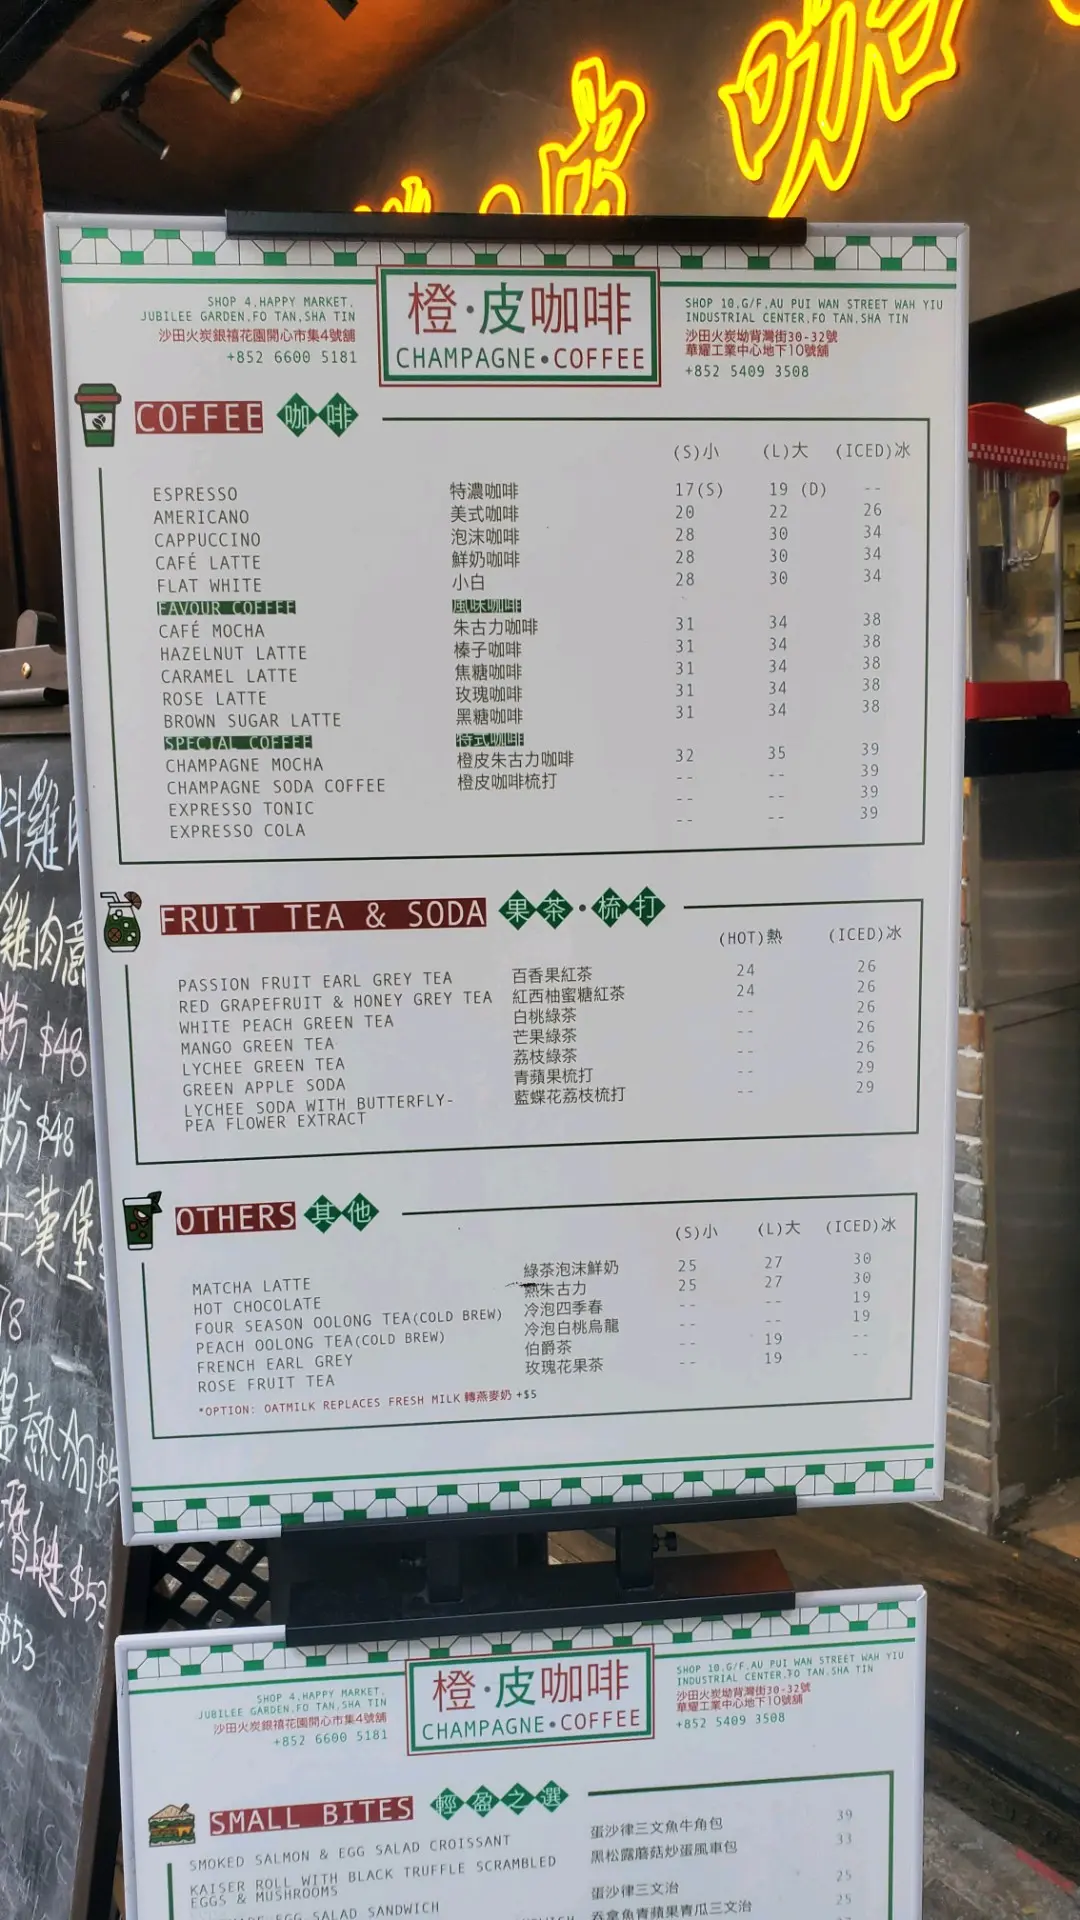 咖
SHOP 4.HAPPY MARKET.
JUBILEE GARDEN.FO TAN.SHA TIN
沙田火炭銀禧花園開心市集4號舖
+852 6600 5181
橙·皮咖啡
CHAMPAGNE•COFFEE
SHOP 10.G/F.AU PUI WAN STREET WAH YIU
INDUSTRIAL CENTER.FO TAN.SHA TIN
沙田火炭坳背灣街30-32號
華耀工業中心地下10號舖
+852 5409 3508
COFFEE 咖啡
(S)小 (L)大 (ICED)冰
ESPRESSO 特濃咖啡 17(S) 19 (D) --
AMERICANO 美式咖啡 20 22 26
CAPPUCCINO 泡沫咖啡 28 30 34
CAFÉ LATTE 鮮奶咖啡 28 30 34
FLAT WHITE 小白 28 30 34
FAVOUR COFFEE 風味咖啡
CAFÉ MOCHA 朱古力咖啡 31 34 38
HAZELNUT LATTE 榛子咖啡 31 34 38
CARAMEL LATTE 焦糖咖啡 31 34 38
ROSE LATTE 玫瑰咖啡 31 34 38
BROWN SUGAR LATTE 黑糖咖啡 31 34 38
SPECIAL COFFEE 特式咖啡
CHAMPAGNE MOCHA 橙皮朱古力咖啡 32 35 39
CHAMPAGNE SODA COFFEE 橙皮咖啡梳打 -- -- 39
EXPRESSO TONIC -- -- 39
EXPRESSO COLA -- -- 39
FRUIT TEA & SODA 果茶·梳打
(HOT)熱 (ICED)冰
PASSION FRUIT EARL GREY TEA 百香果紅茶 24 26
RED GRAPEFRUIT & HONEY GREY TEA 紅西柚蜜糖紅茶 24 26
WHITE PEACH GREEN TEA 白桃綠茶 -- 26
MANGO GREEN TEA 芒果綠茶 -- 26
LYCHEE GREEN TEA 荔枝綠茶 -- 26
GREEN APPLE SODA 青蘋果梳打 -- 29
LYCHEE SODA WITH BUTTERFLY- 藍蝶花荔枝梳打 -- 29
PEA FLOWER EXTRACT
OTHERS 其他
(S)小 (L)大 (ICED)冰
MATCHA LATTE 綠茶泡沫鮮奶 25 27 30
HOT CHOCOLATE 熱朱古力 25 27 30
FOUR SEASON OOLONG TEA(COLD BREW) 冷泡四季春 -- -- 19
PEACH OOLONG TEA(COLD BREW) 冷泡白桃烏龍 -- -- 19
FRENCH EARL GREY 伯爵茶 -- 19 --
ROSE FRUIT TEA 玫瑰花果茶 -- 19 --
*OPTION: OATMILK REPLACES FRESH MILK 轉燕麥奶 +$5
SHOP 4.HAPPY MARKET.
JUBILEE GARDEN.FO TAN.SHA TIN
沙田火炭銀禧花園開心市集4號舖
+852 6600 5181
橙·皮咖啡
CHAMPAGNE•COFFEE
SHOP 10.G/F.AU PUI WAN STREET WAH YIU
INDUSTRIAL CENTER.FO TAN.SHA TIN
沙田火炭坳背灣街30-32號
華耀工業中心地下10號舖
+852 5409 3508
SMALL BITES 輕盈之選
SMOKED SALMON & EGG SALAD CROISSANT 蛋沙律三文魚牛角包 39
KAISER ROLL WITH BLACK TRUFFLE SCRAMBLED 黑松露蘑菇炒蛋風車包 33
EGGS & MUSHROOMS
EGG SALAD SANDWICH 蛋沙律三文治 25
吞拿魚青蘋果青瓜三文治 25
料雞
雞肉意
粉 $48
粉 $48
漢堡
78
熱狗 $5
潛艇 $53
$53